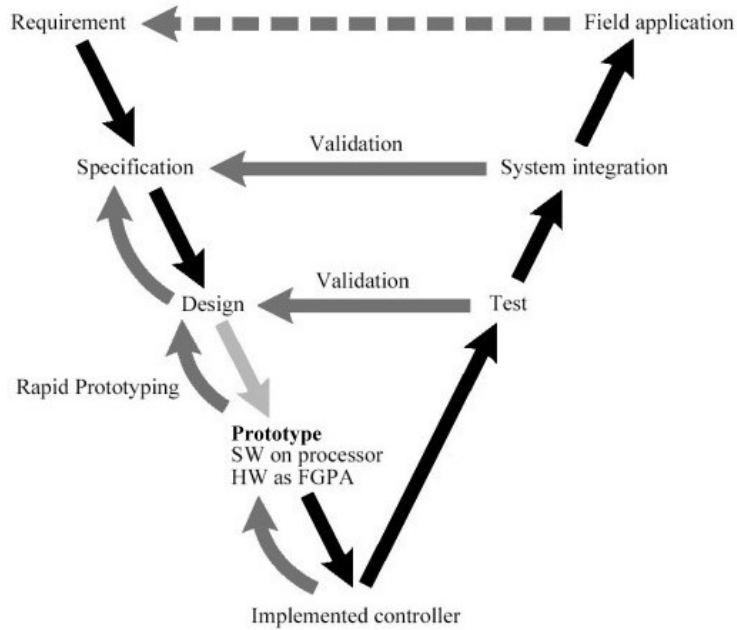 Requirement
Field application
Validation
Specification
System integration
Validation
Design
Test
Rapid Prototyping
Prototype
SW on processor
HW as FGPA
Implemented controller